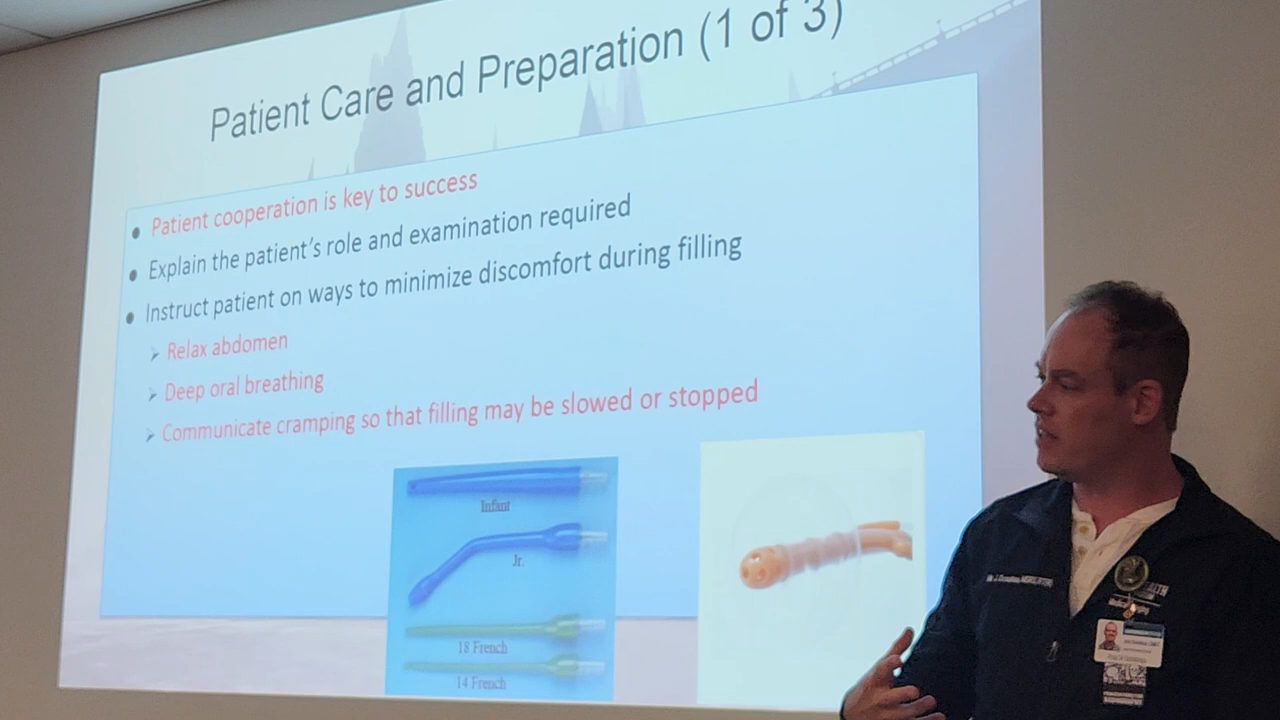 Patient Care and Preparation (1 of 3)
Patient cooperation is key to success
Explain the patient's role and examination required
Instruct patient on ways to minimize discomfort during filling
Relax abdomen
Deep oral breathing
Communicate cramping so that filling may be slowed or stopped
Infant
Jr.
18 French
14 French